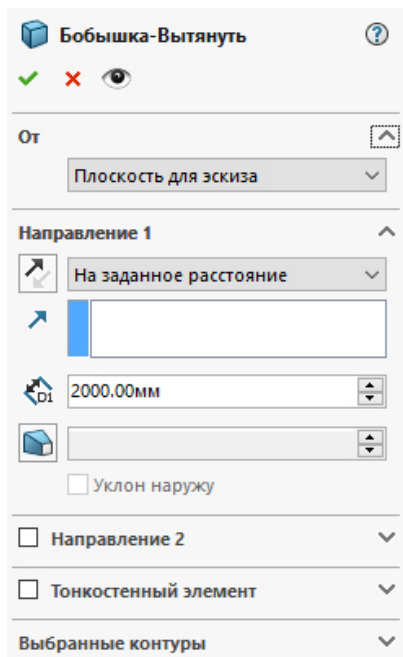 Бобышка-Вытянуть
От
Плоскость для эскиза
Направление 1
На заданное расстояние
D1
2000.00мм
Уклон наружу
Направление 2
Тонкостенный элемент
Выбранные контуры